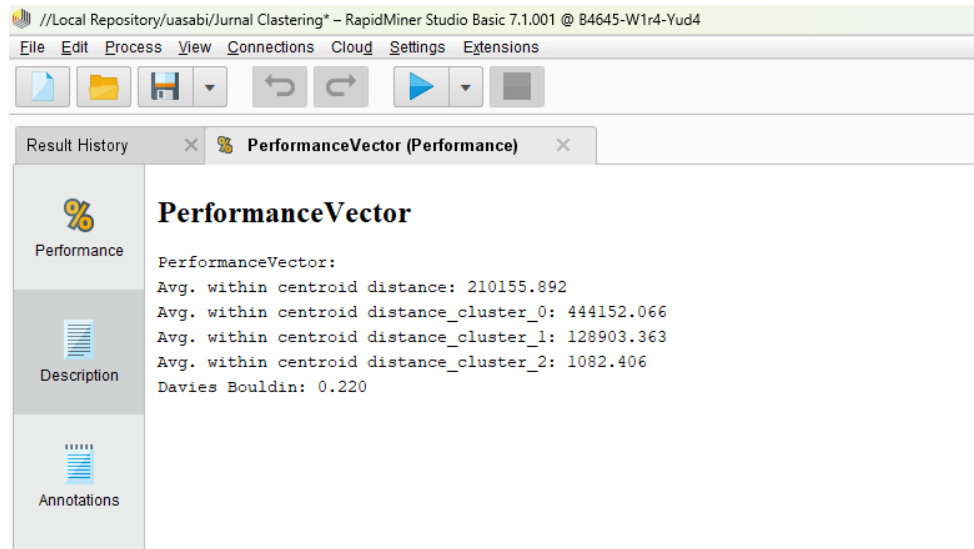 //Local Repository/uasabi/Jurnal Clastering* – RapidMiner Studio Basic 7.1.001 @ B4645-W1r4-Yud4
File Edit Process View Connections Cloud Settings Extensions
Result History
% PerformanceVector (Performance)
%
Performance
Description
Annotations
PerformanceVector
PerformanceVector:
Avg. within centroid distance: 210155.892
Avg. within centroid distance_cluster_0: 444152.066
Avg. within centroid distance_cluster_1: 128903.363
Avg. within centroid distance_cluster_2: 1082.406
Davies Bouldin: 0.220